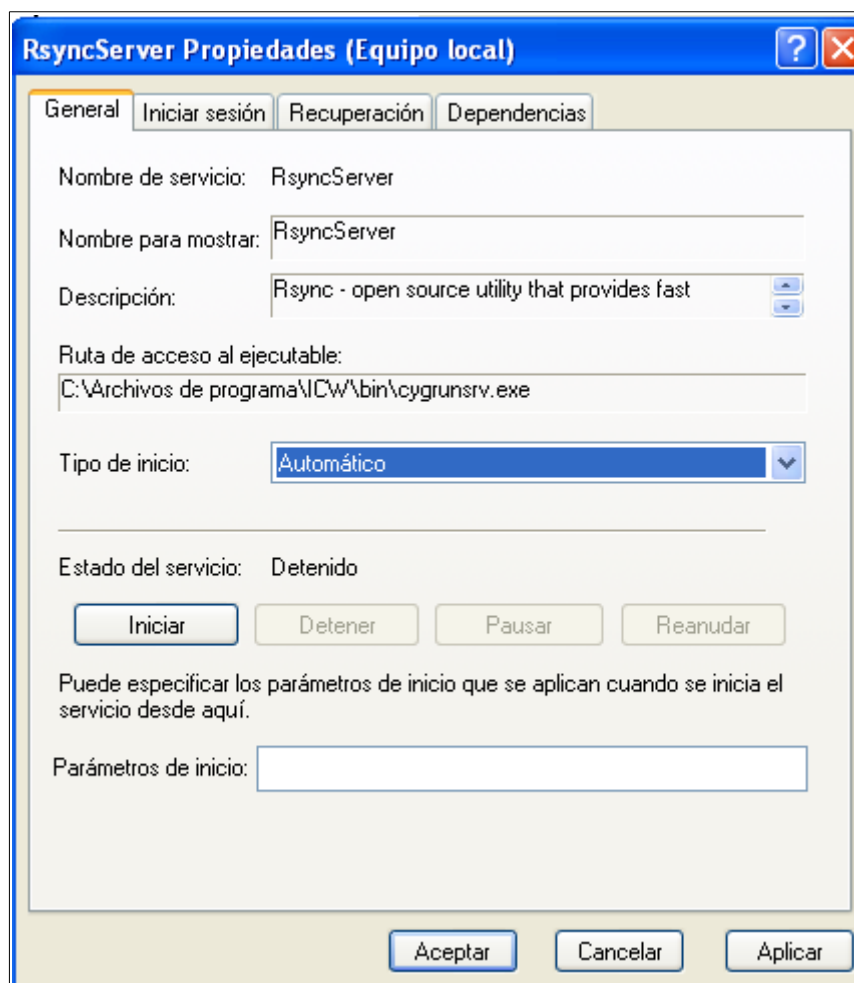 RsyncServer Propiedades (Equipo local)
General
Iniciar sesión
Recuperación
Dependencias
Nombre de servicio: RsyncServer
Nombre para mostrar: RsyncServer
Descripción: Rsync - open source utility that provides fast
Ruta de acceso al ejecutable:
C:\Archivos de programa\ICW\bin\cygrunsrv.exe
Tipo de inicio: Automático
Estado del servicio: Detenido
Iniciar
Detener
Pausar
Reanudar
Puede especificar los parámetros de inicio que se aplican cuando se inicia el
servicio desde aquí.
Parámetros de inicio:
Aceptar
Cancelar
Aplicar